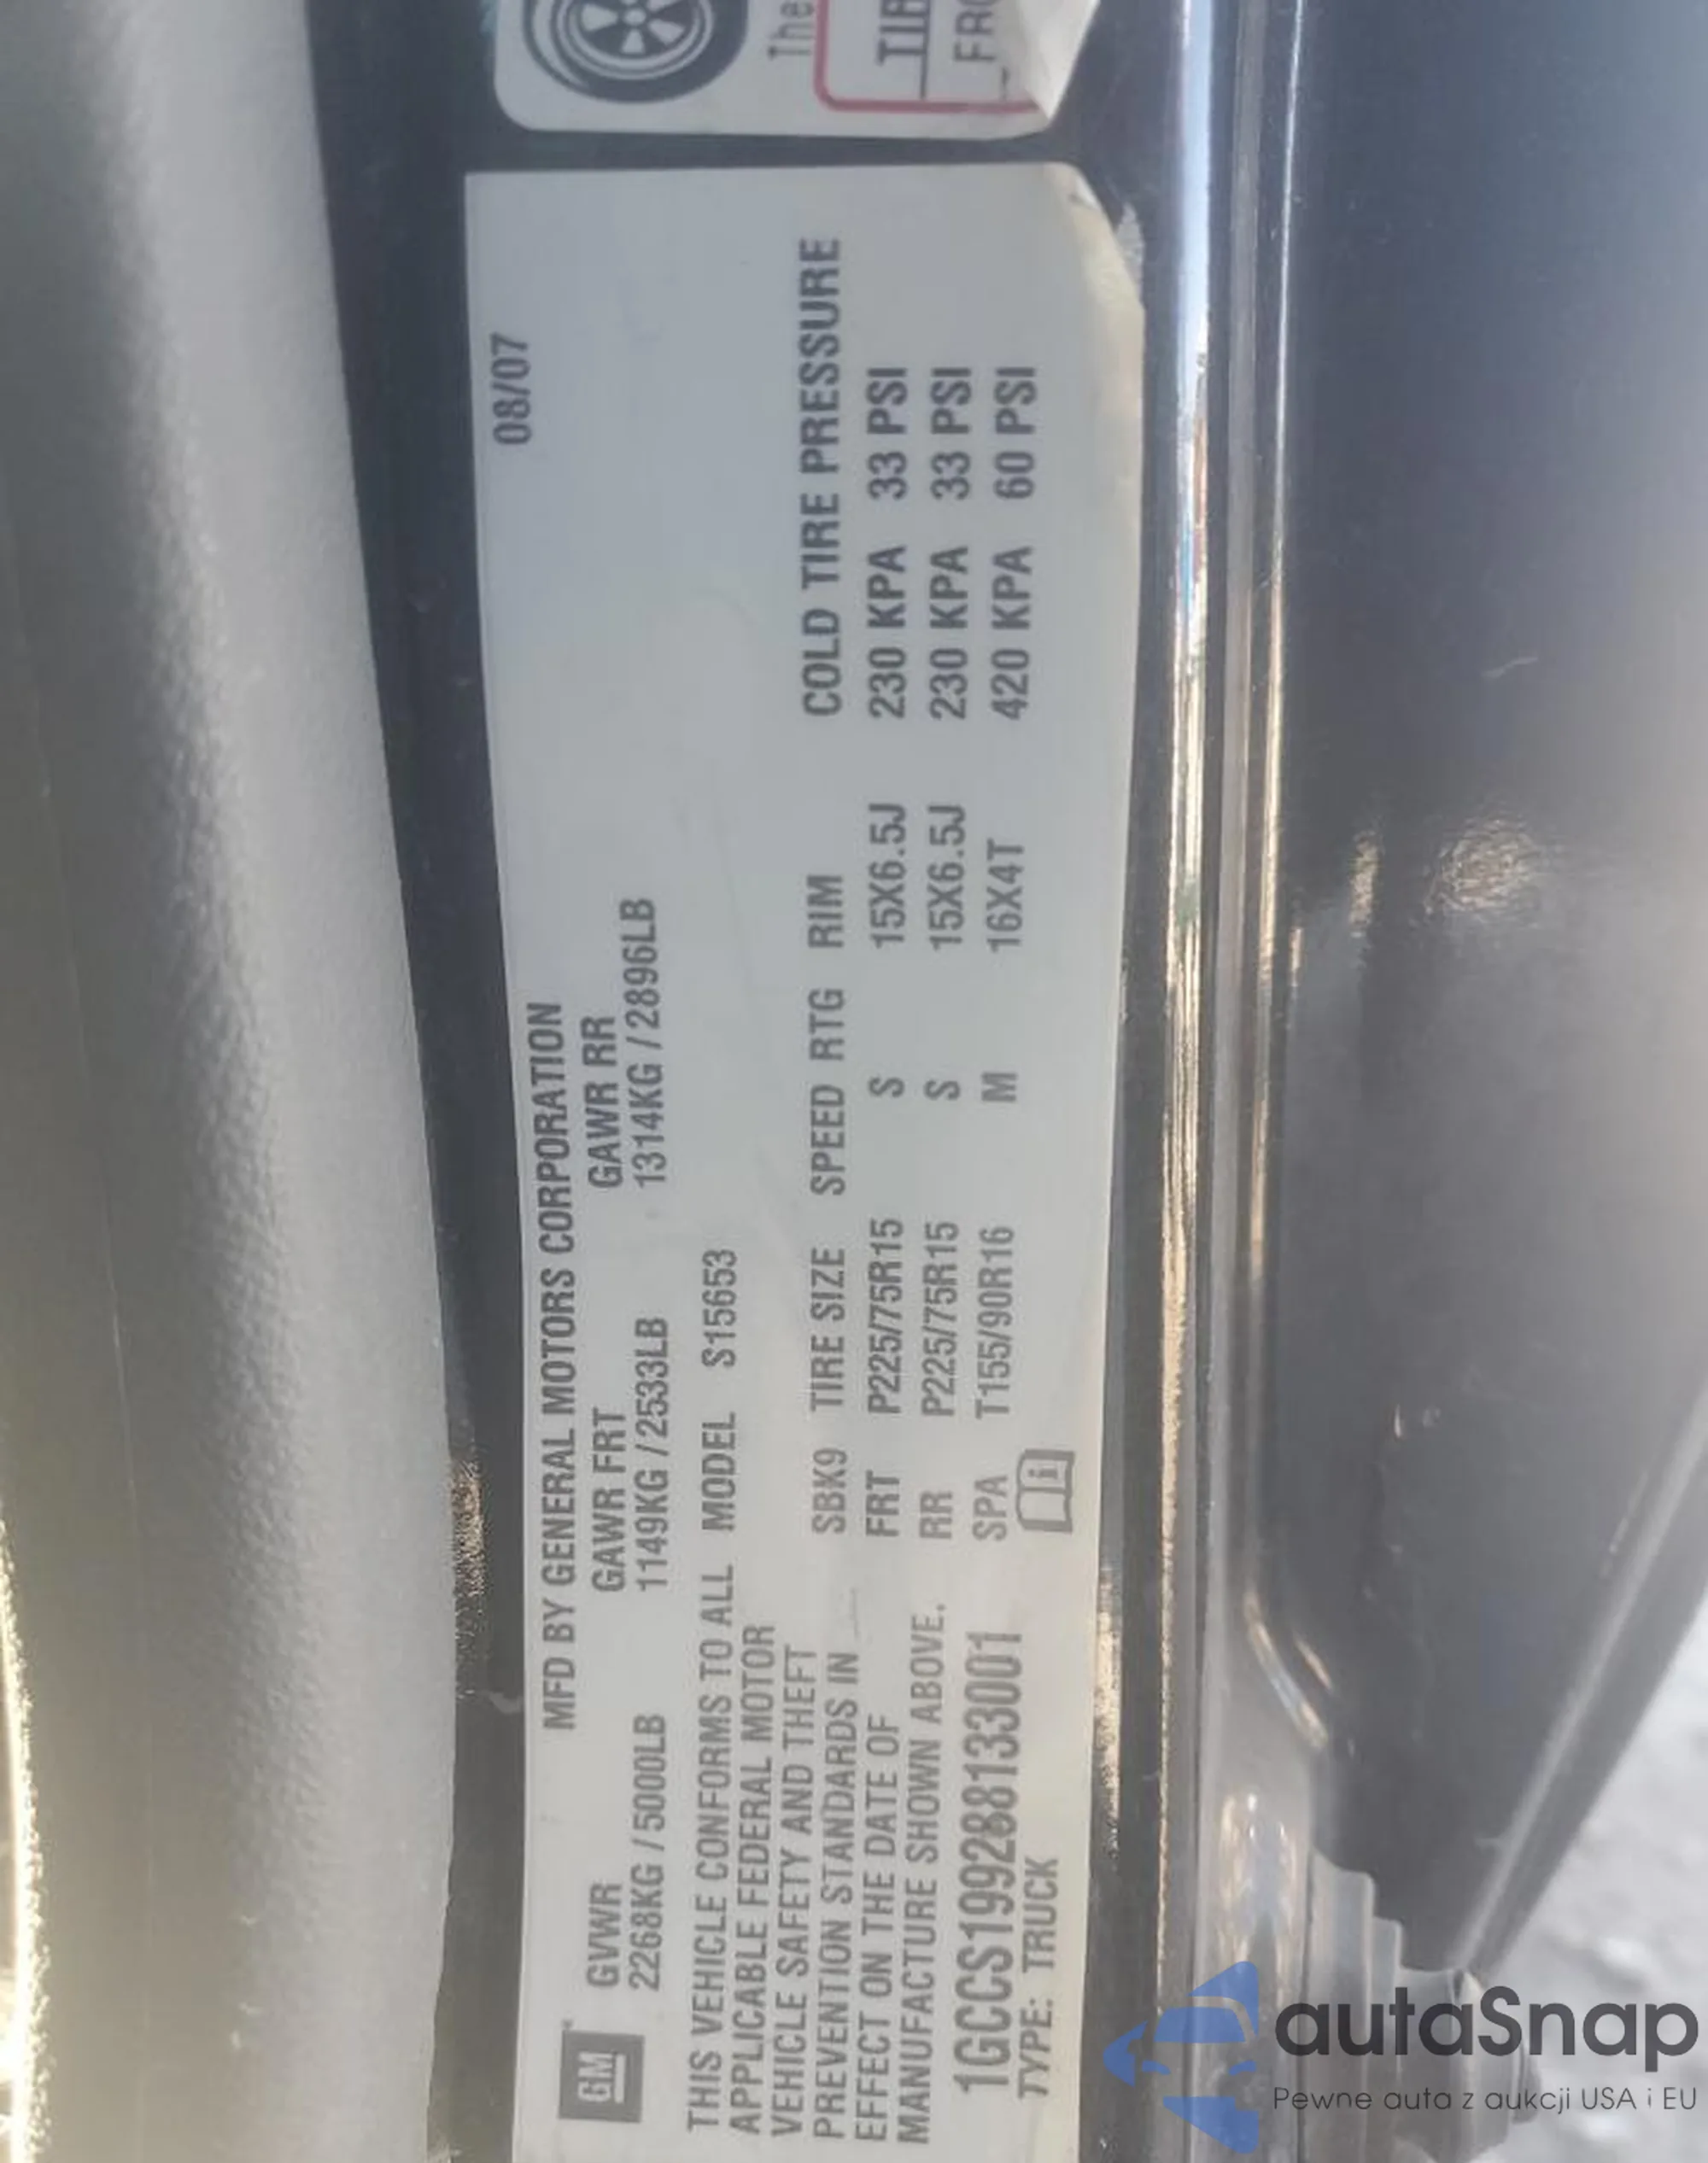 The
TIR
FRO
08/07
MFD BY GENERAL MOTORS CORPORATION
GM
GVWR GAWR FRT GAWR RR
2268KG / 5000LB 1149KG / 2533LB 1314KG / 2896LB
THIS VEHICLE CONFORMS TO ALL MODEL S15653
APPLICABLE FEDERAL MOTOR
VEHICLE SAFETY AND THEFT
PREVENTION STANDARDS IN
EFFECT ON THE DATE OF
MANUFACTURE SHOWN ABOVE.
1GCCS199288133001
TYPE: TRUCK
SBK9 TIRE SIZE SPEED RTG RIM COLD TIRE PRESSURE
FRT P225/75R15 S 15X6.5J 230 KPA 33 PSI
RR P225/75R15 S 15X6.5J 230 KPA 33 PSI
SPA T155/90R16 M 16X4T 420 KPA 60 PSI
autaSnap
Pewne auta z aukcji USA i EU